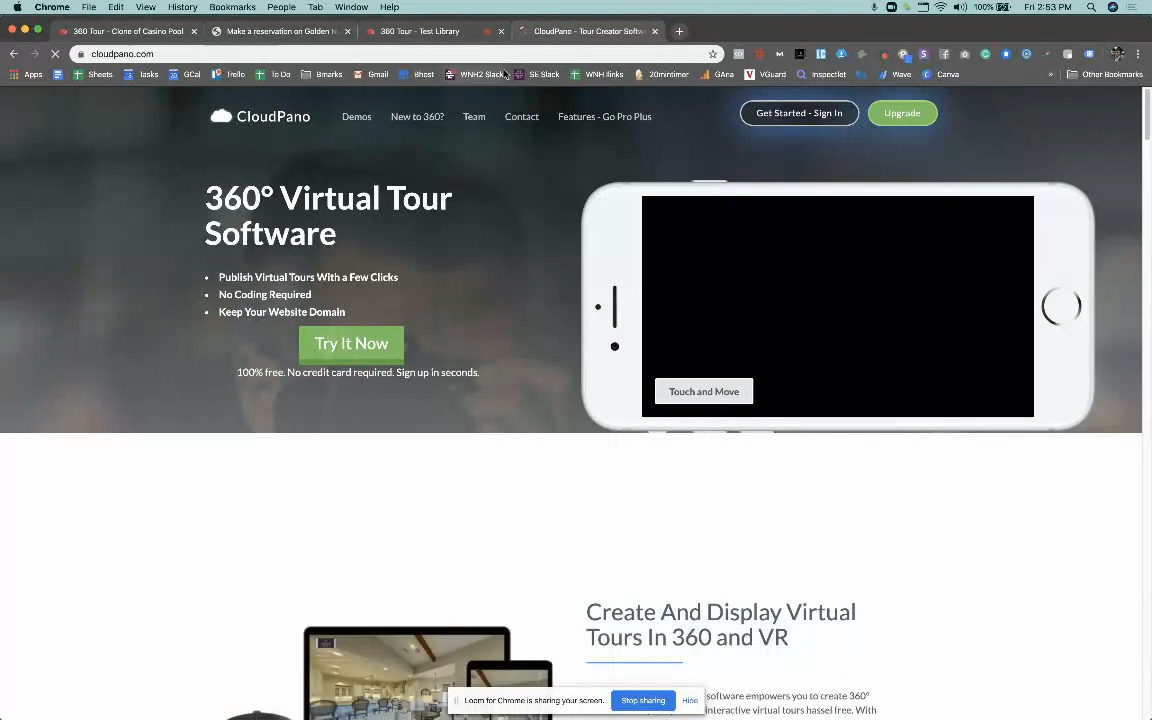 Chrome File Edit View History Bookmarks People Tab Window Help 100% Fri 2:53 PM
360 Tour - Clone of Casino Pool Make a reservation on Golden N 360 Tour - Test Library CloudPano - Tour Creator Softw
cloudpano.com
Apps Sheets Tasks GCal Trello To Do Bmarks Gmail Bhost WNH2 Slack SE Slack WNH llinks 20mintimer GAna VGuard Inspectlet Wave Canva » Other Bookmarks
CloudPano Demos New to 360? Team Contact Features - Go Pro Plus Get Started - Sign In Upgrade
360° Virtual Tour
Software
• Publish Virtual Tours With a Few Clicks
• No Coding Required
• Keep Your Website Domain
Try It Now
100% free. No credit card required. Sign up in seconds.
Touch and Move
Create And Display Virtual
Tours In 360 and VR
software empowers you to create 360°
interactive virtual tours hassel free. With
Loom for Chrome is sharing your screen. Stop sharing Hide